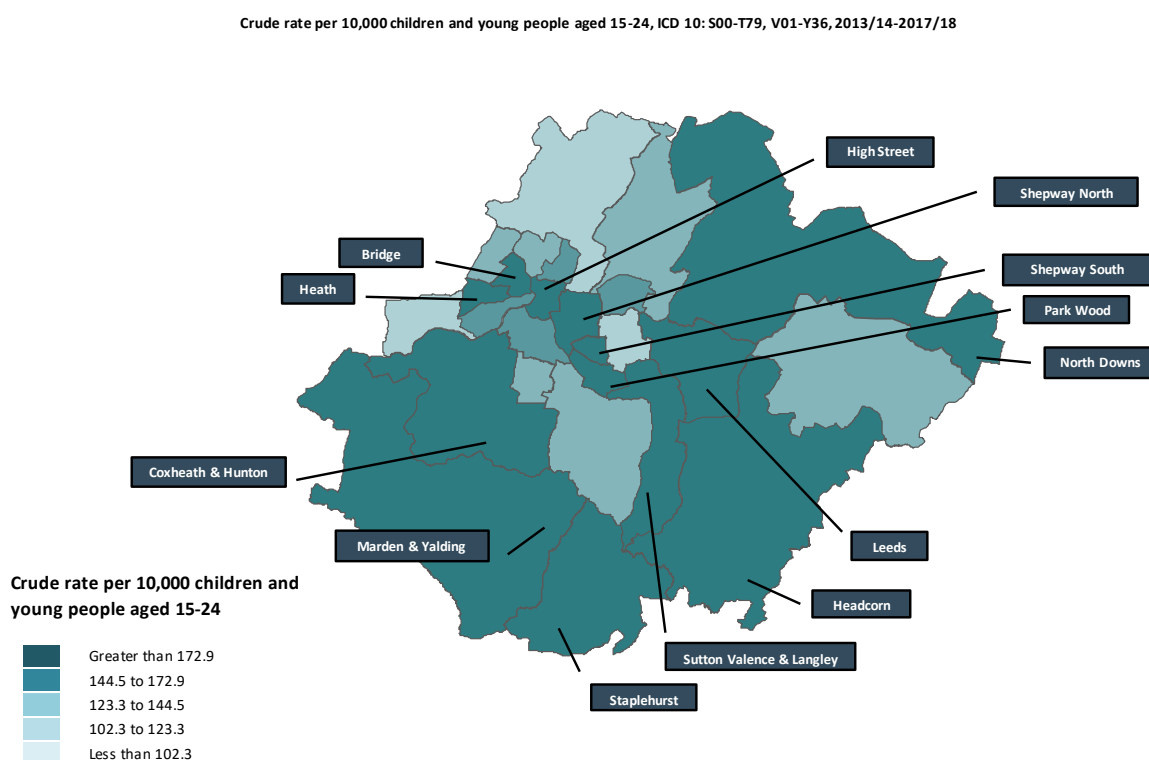 Crude rate per 10,000 children and young people aged 15-24, ICD 10: S00-T79, V01-Y36, 2013/14-2017/18
High Street
Shepway North
Bridge
Shepway South
Heath
Park Wood
North Downs
Coxheath & Hunton
Marden & Yalding
Leeds
Headcorn
Sutton Valence & Langley
Staplehurst
Crude rate per 10,000 children and
young people aged 15-24
Greater than 172.9
144.5 to 172.9
123.3 to 144.5
102.3 to 123.3
Less than 102.3